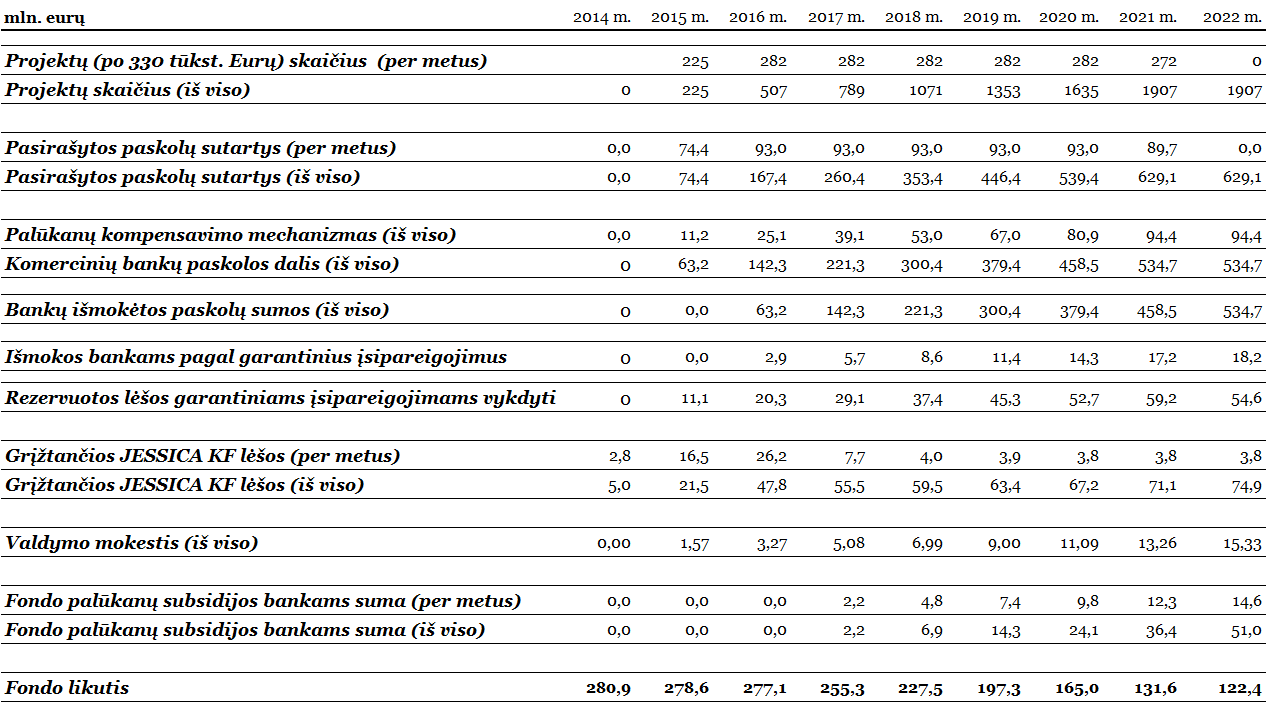 mln. eurų 2014 m. 2015 m. 2016 m. 2017 m. 2018 m. 2019 m. 2020 m. 2021 m. 2022 m.
Projektų (po 330 tūkst. Eurų) skaičius (per metus) 225 282 282 282 282 282 272 0
Projektų skaičius (iš viso) 0 225 507 789 1071 1353 1635 1907 1907
Pasirašytos paskolų sutartys (per metus) 0,0 74,4 93,0 93,0 93,0 93,0 93,0 89,7 0,0
Pasirašytos paskolų sutartys (iš viso) 0,0 74,4 167,4 260,4 353,4 446,4 539,4 629,1 629,1
Palūkanų kompensavimo mechanizmas (iš viso) 0,0 11,2 25,1 39,1 53,0 67,0 80,9 94,4 94,4
Komercinių bankų paskolos dalis (iš viso) 0 63,2 142,3 221,3 300,4 379,4 458,5 534,7 534,7
Bankų išmokėtos paskolų sumos (iš viso) 0 0,0 63,2 142,3 221,3 300,4 379,4 458,5 534,7
Išmokos bankams pagal garantinius įsipareigojimus 0 0,0 2,9 5,7 8,6 11,4 14,3 17,2 18,2
Rezervuotos lėšos garantiniams įsipareigojimams vykdyti 0 11,1 20,3 29,1 37,4 45,3 52,7 59,2 54,6
Grįžtančios JESSICA KF lėšos (per metus) 2,8 16,5 26,2 7,7 4,0 3,9 3,8 3,8 3,8
Grįžtančios JESSICA KF lėšos (iš viso) 5,0 21,5 47,8 55,5 59,5 63,4 67,2 71,1 74,9
Valdymo mokestis (iš viso) 0,00 1,57 3,27 5,08 6,99 9,00 11,09 13,26 15,33
Fondo palūkanų subsidijos bankams suma (per metus) 0,0 0,0 0,0 2,2 4,8 7,4 9,8 12,3 14,6
Fondo palūkanų subsidijos bankams suma (iš viso) 0,0 0,0 0,0 2,2 6,9 14,3 24,1 36,4 51,0
Fondo likutis 280,9 278,6 277,1 255,3 227,5 197,3 165,0 131,6 122,4